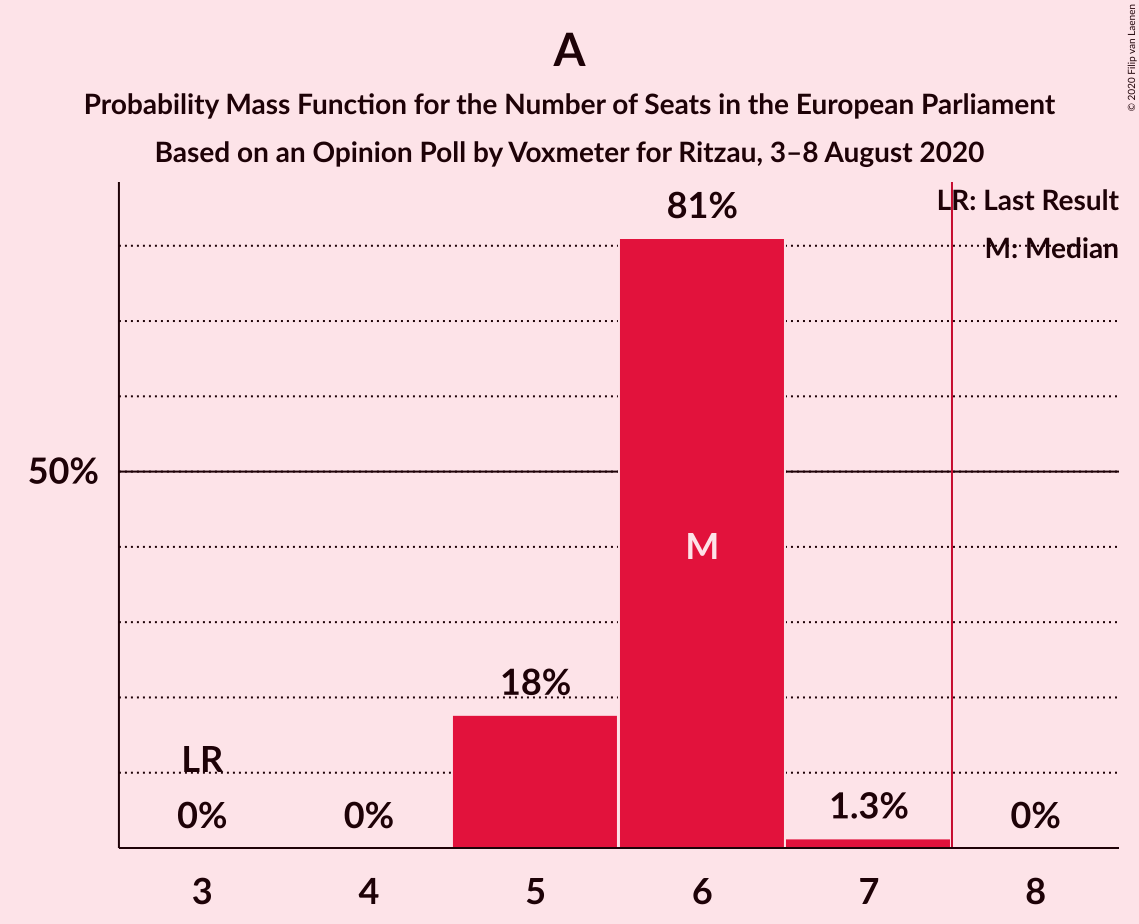 A
Probability Mass Function for the Number of Seats in the European Parliament
Based on an Opinion Poll by Voxmeter for Ritzau, 3–8 August 2020
© 2020 Filip van Laenen
LR: Last Result
M: Median
81%
50%
M
18%
LR
0%
0%
1.3%
0%
3
4
5
6
7
8